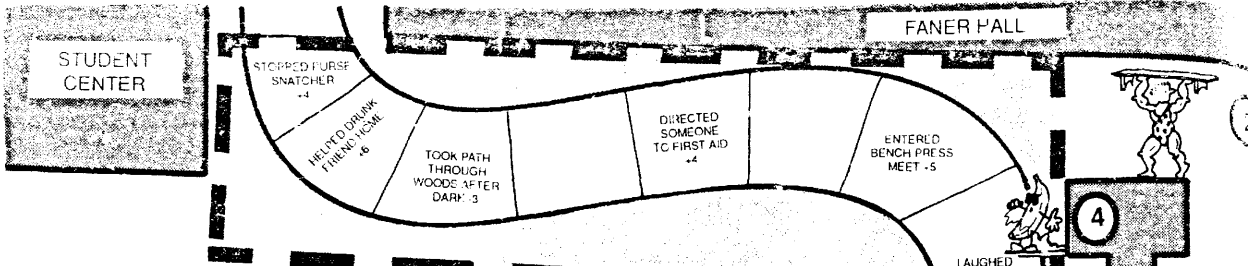 FANER HALL
STUDENT
CENTER
STOPPED PURSE
SNATCHER
+4
HELPED DRUNK
FRIEND HOME
+6
TOOK PATH
THROUGH
WOODS AFTER
DARK -3
DIRECTED
SOMEONE
TO FIRST AID
+4
ENTERED
BENCH PRESS
MEET +5
4
LAUGHED